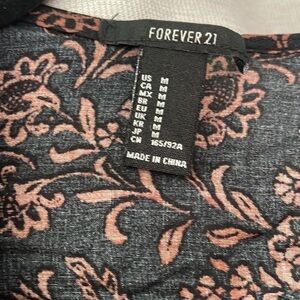 FOREVER 21
US M
CA M
MX M
BR M
EU M
UK M
KR M
JP M
CN 165/92A
MADE IN CHINA